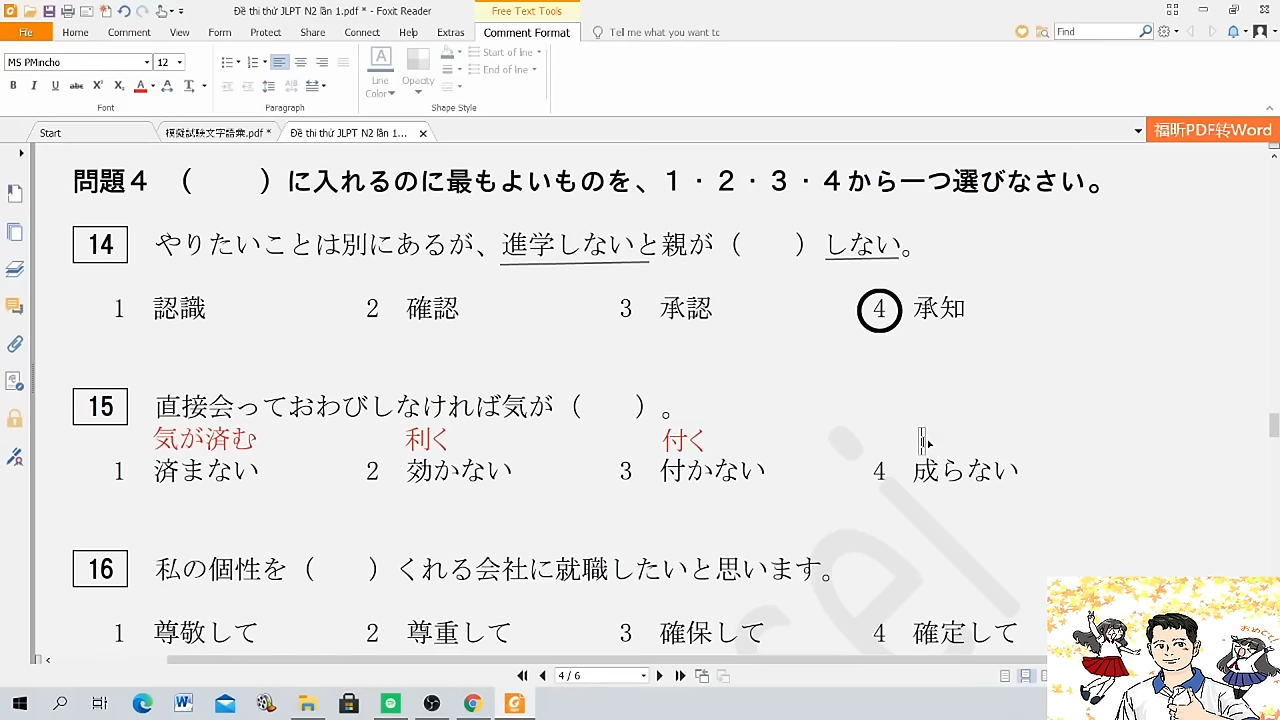 Đề thi thử JLPT N2 lần 1.pdf * - Foxit Reader
Free Text Tools
File Home Comment View Form Protect Share Connect Help Extras Comment Format Tell me what you want to Find
MS PMincho 12
Line Color Opacity Start of line End of line
B I U abc X² X₂ A T
Font Paragraph Shape Style
Start 模擬試験文字語彙.pdf * Đề thi thử JLPT N2 lần 1... 福昕PDF转Word
問題４ （　　）に入れるのに最もよいものを、１・２・３・４から一つ選びなさい。
14 やりたいことは別にあるが、進学しないと親が（　　）しない。
1 認識 2 確認 3 承認 4 承知
15 直接会っておわびしなければ気が（　　）。
気が済む 利く 付く
1 済まない 2 効かない 3 付かない 4 成らない
16 私の個性を（　　）くれる会社に就職したいと思います。
1 尊敬して 2 尊重して 3 確保して 4 確定して
4 / 6